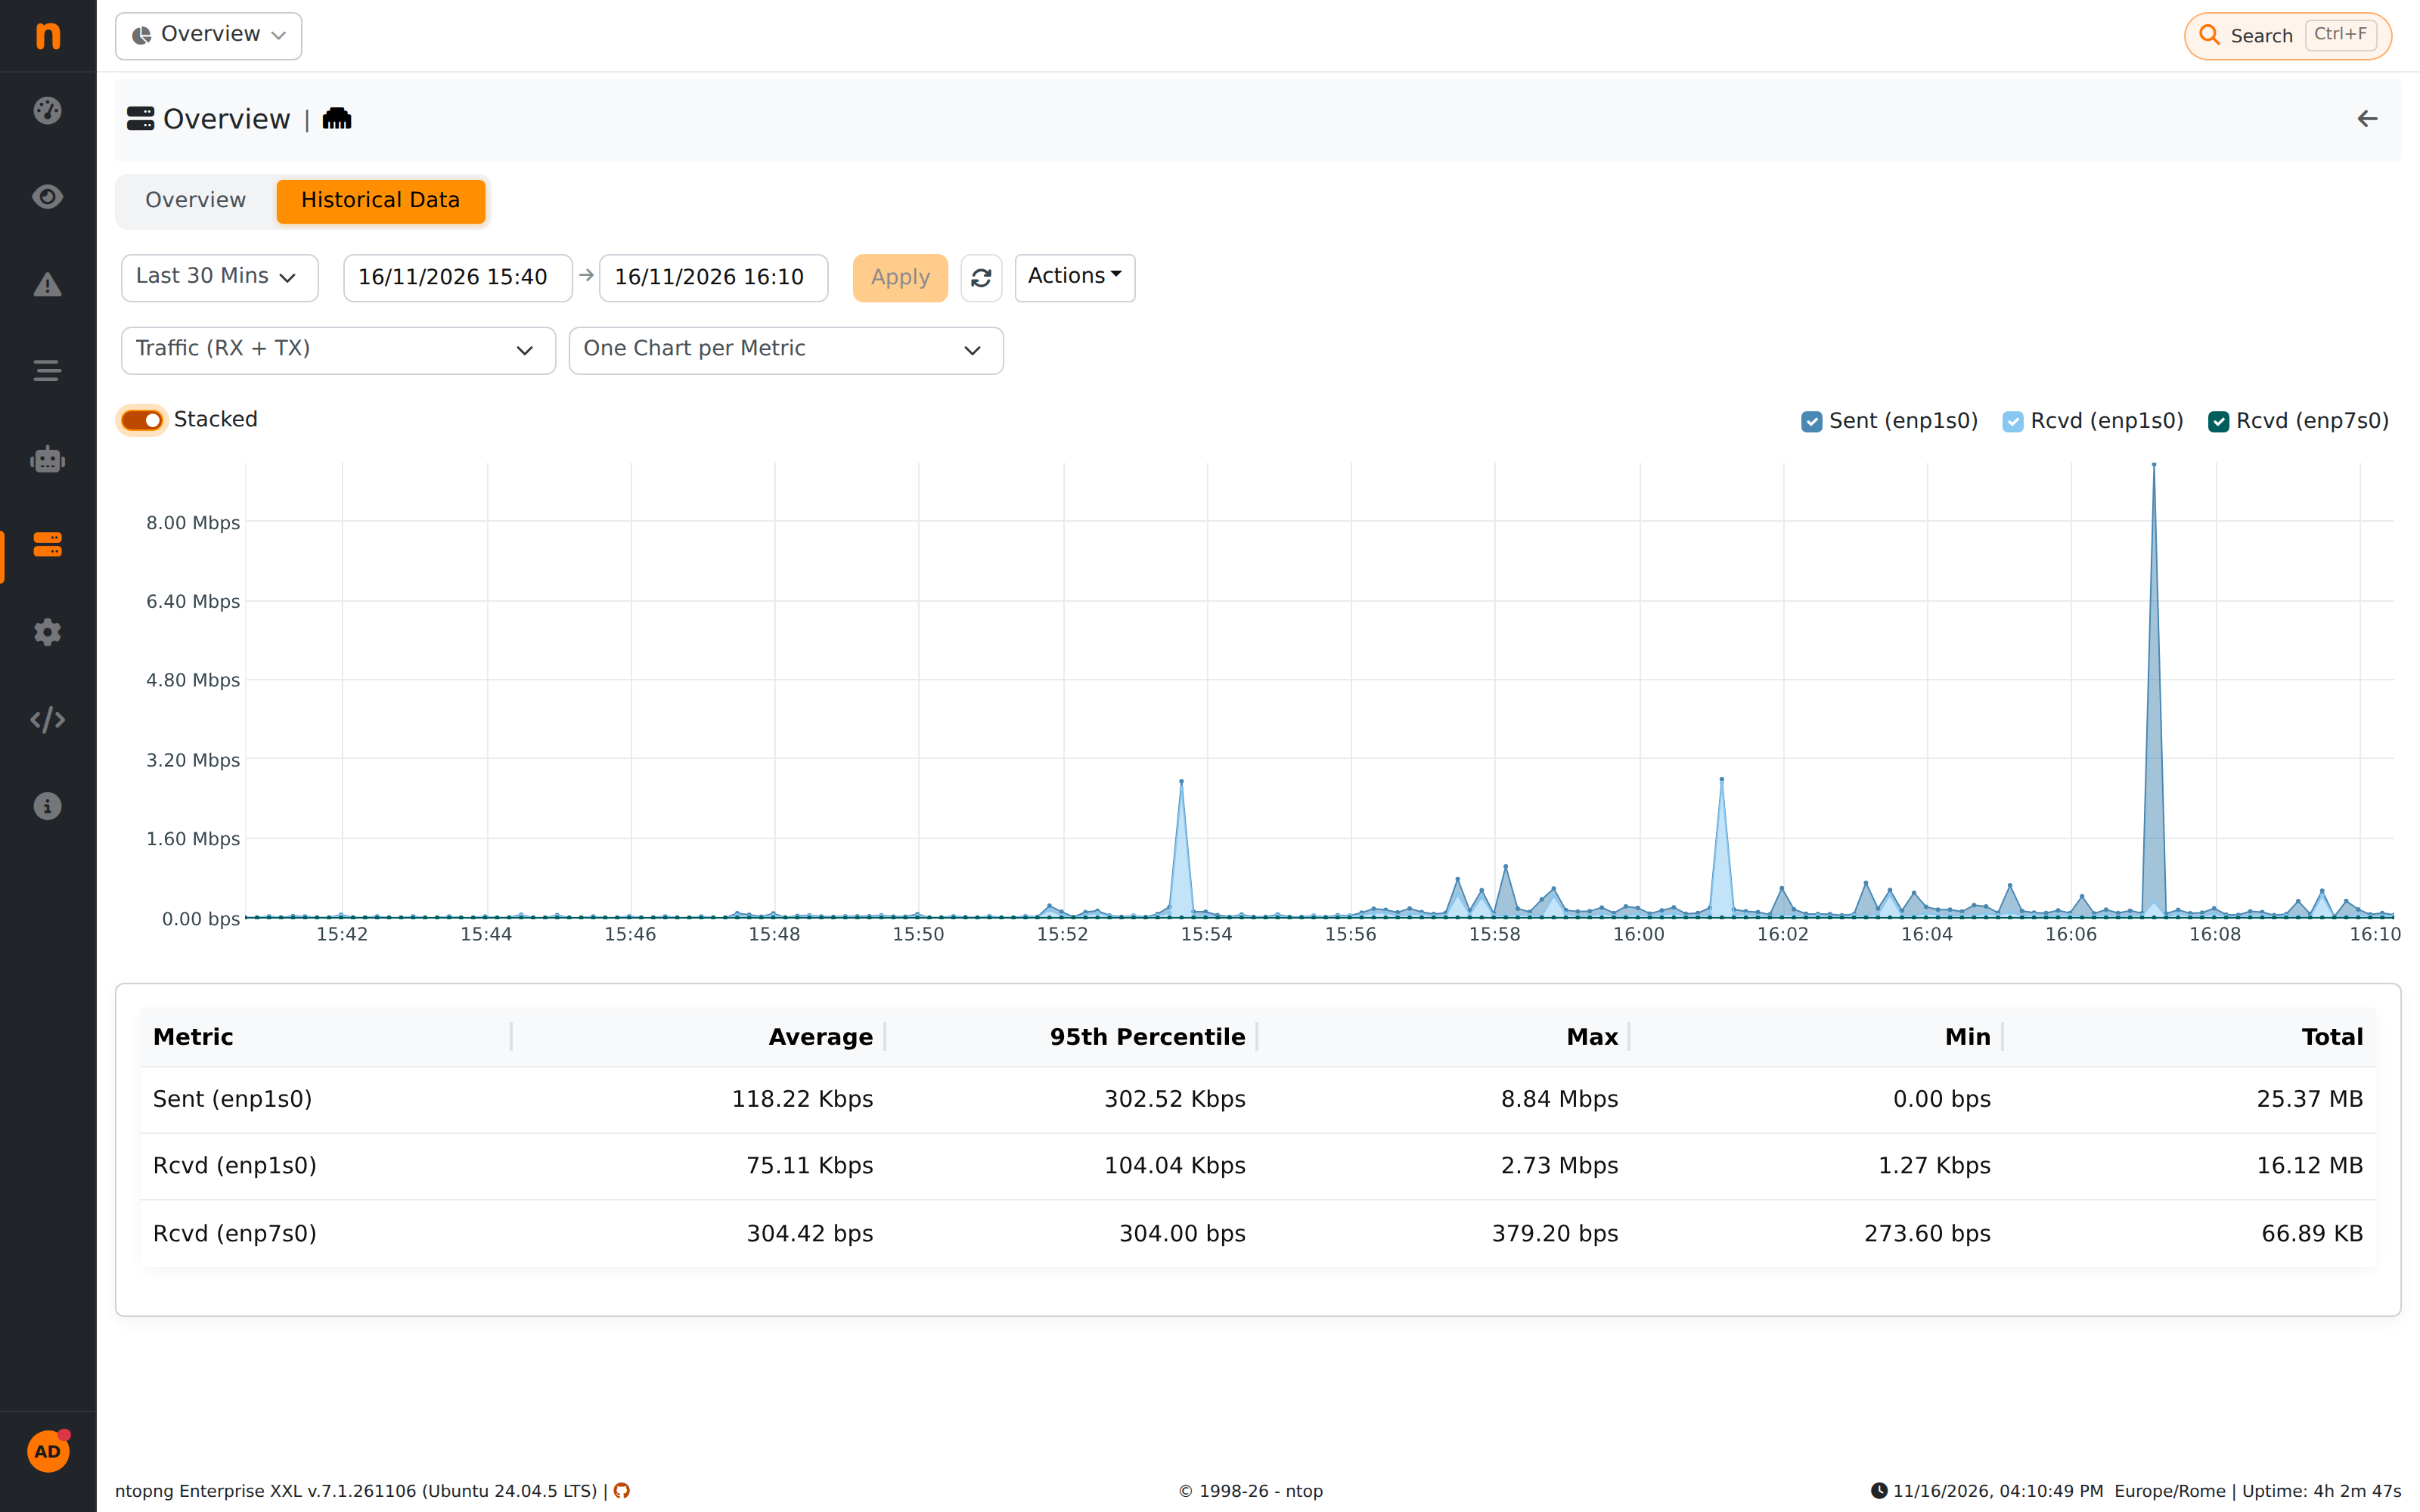 n
Overview
Search Ctrl+F
Overview |
Overview Historical Data
Last 30 Mins 16/11/2026 15:40 → 16/11/2026 16:10 Apply Actions
Traffic (RX + TX) One Chart per Metric
Stacked Sent (enp1s0) Rcvd (enp1s0) Rcvd (enp7s0)
8.00 Mbps
6.40 Mbps
4.80 Mbps
3.20 Mbps
1.60 Mbps
0.00 bps
15:42 15:44 15:46 15:48 15:50 15:52 15:54 15:56 15:58 16:00 16:02 16:04 16:06 16:08 16:10
Metric Average 95th Percentile Max Min Total
Sent (enp1s0) 118.22 Kbps 302.52 Kbps 8.84 Mbps 0.00 bps 25.37 MB
Rcvd (enp1s0) 75.11 Kbps 104.04 Kbps 2.73 Mbps 1.27 Kbps 16.12 MB
Rcvd (enp7s0) 304.42 bps 304.00 bps 379.20 bps 273.60 bps 66.89 KB
AD
ntopng Enterprise XXL v.7.1.261106 (Ubuntu 24.04.5 LTS) | © 1998-26 - ntop 11/16/2026, 04:10:49 PM Europe/Rome | Uptime: 4h 2m 47s